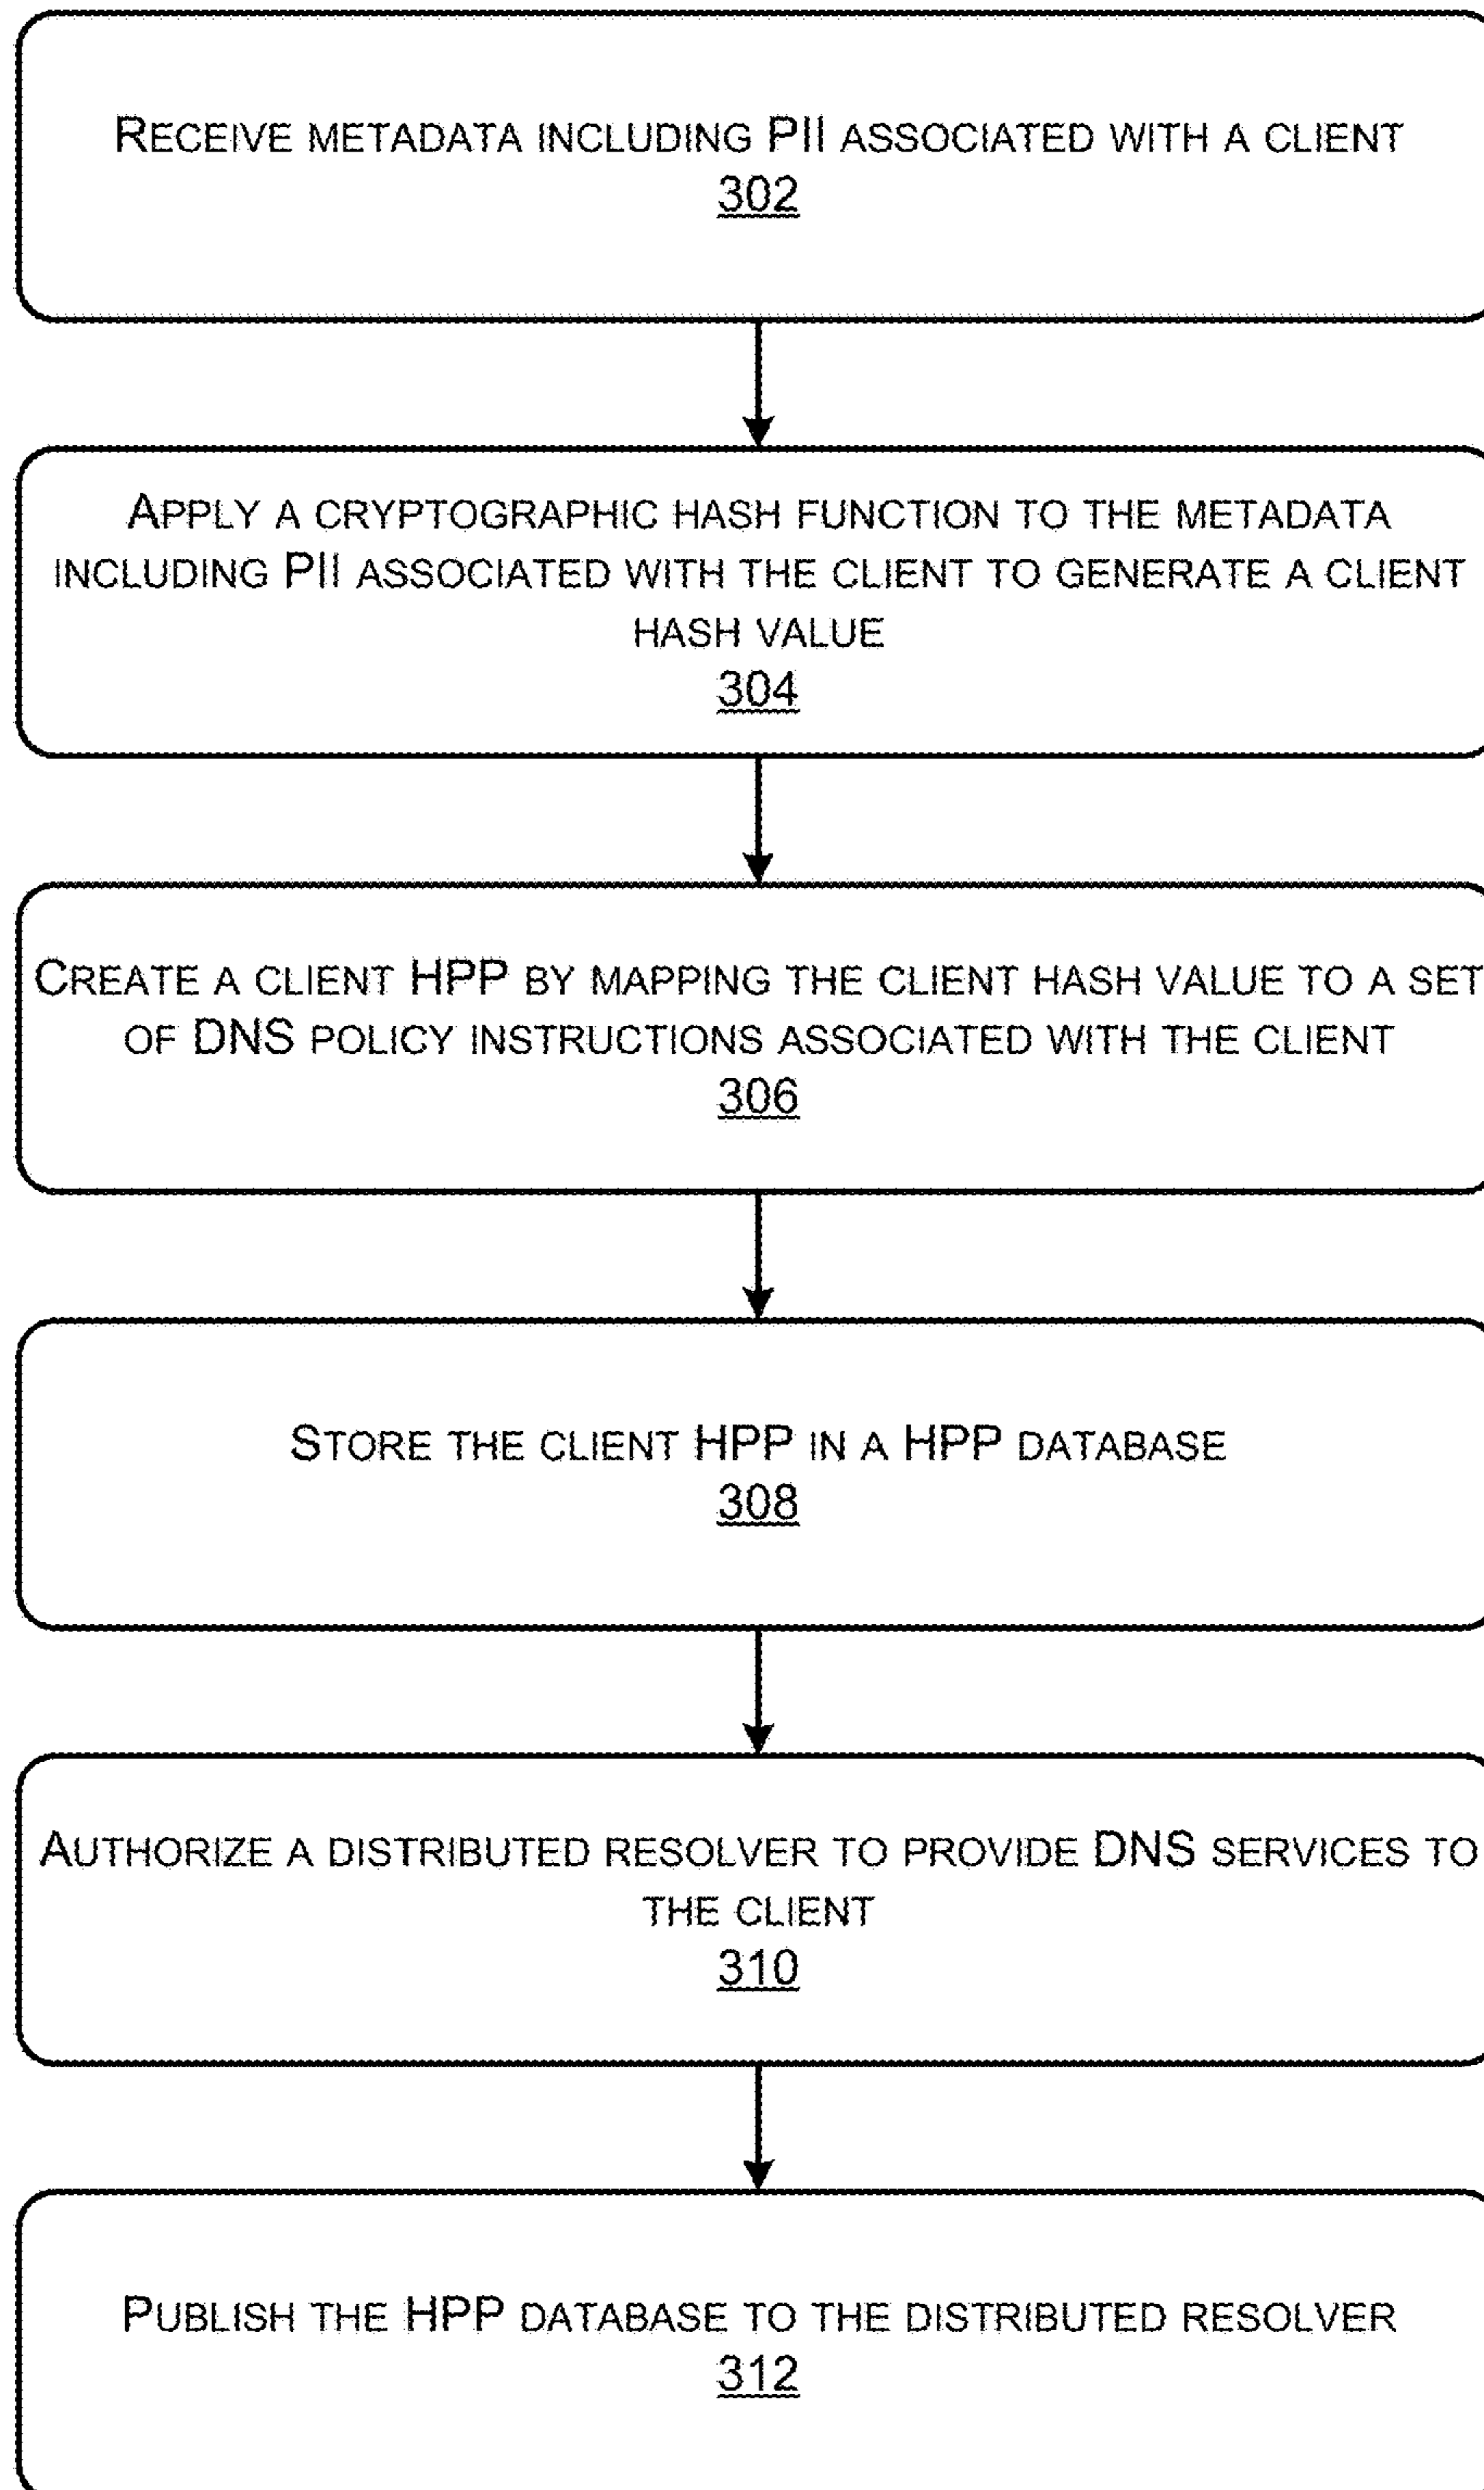 RECEIVE METADATA INCLUDING PII ASSOCIATED WITH A CLIENT
302
APPLY A CRYPTOGRAPHIC HASH FUNCTION TO THE METADATA
INCLUDING PII ASSOCIATED WITH THE CLIENT TO GENERATE A CLIENT
HASH VALUE
304
CREATE A CLIENT HPP BY MAPPING THE CLIENT HASH VALUE TO A SET
OF DNS POLICY INSTRUCTIONS ASSOCIATED WITH THE CLIENT
306
STORE THE CLIENT HPP IN A HPP DATABASE
308
AUTHORIZE A DISTRIBUTED RESOLVER TO PROVIDE DNS SERVICES TO
THE CLIENT
310
PUBLISH THE HPP DATABASE TO THE DISTRIBUTED RESOLVER
312